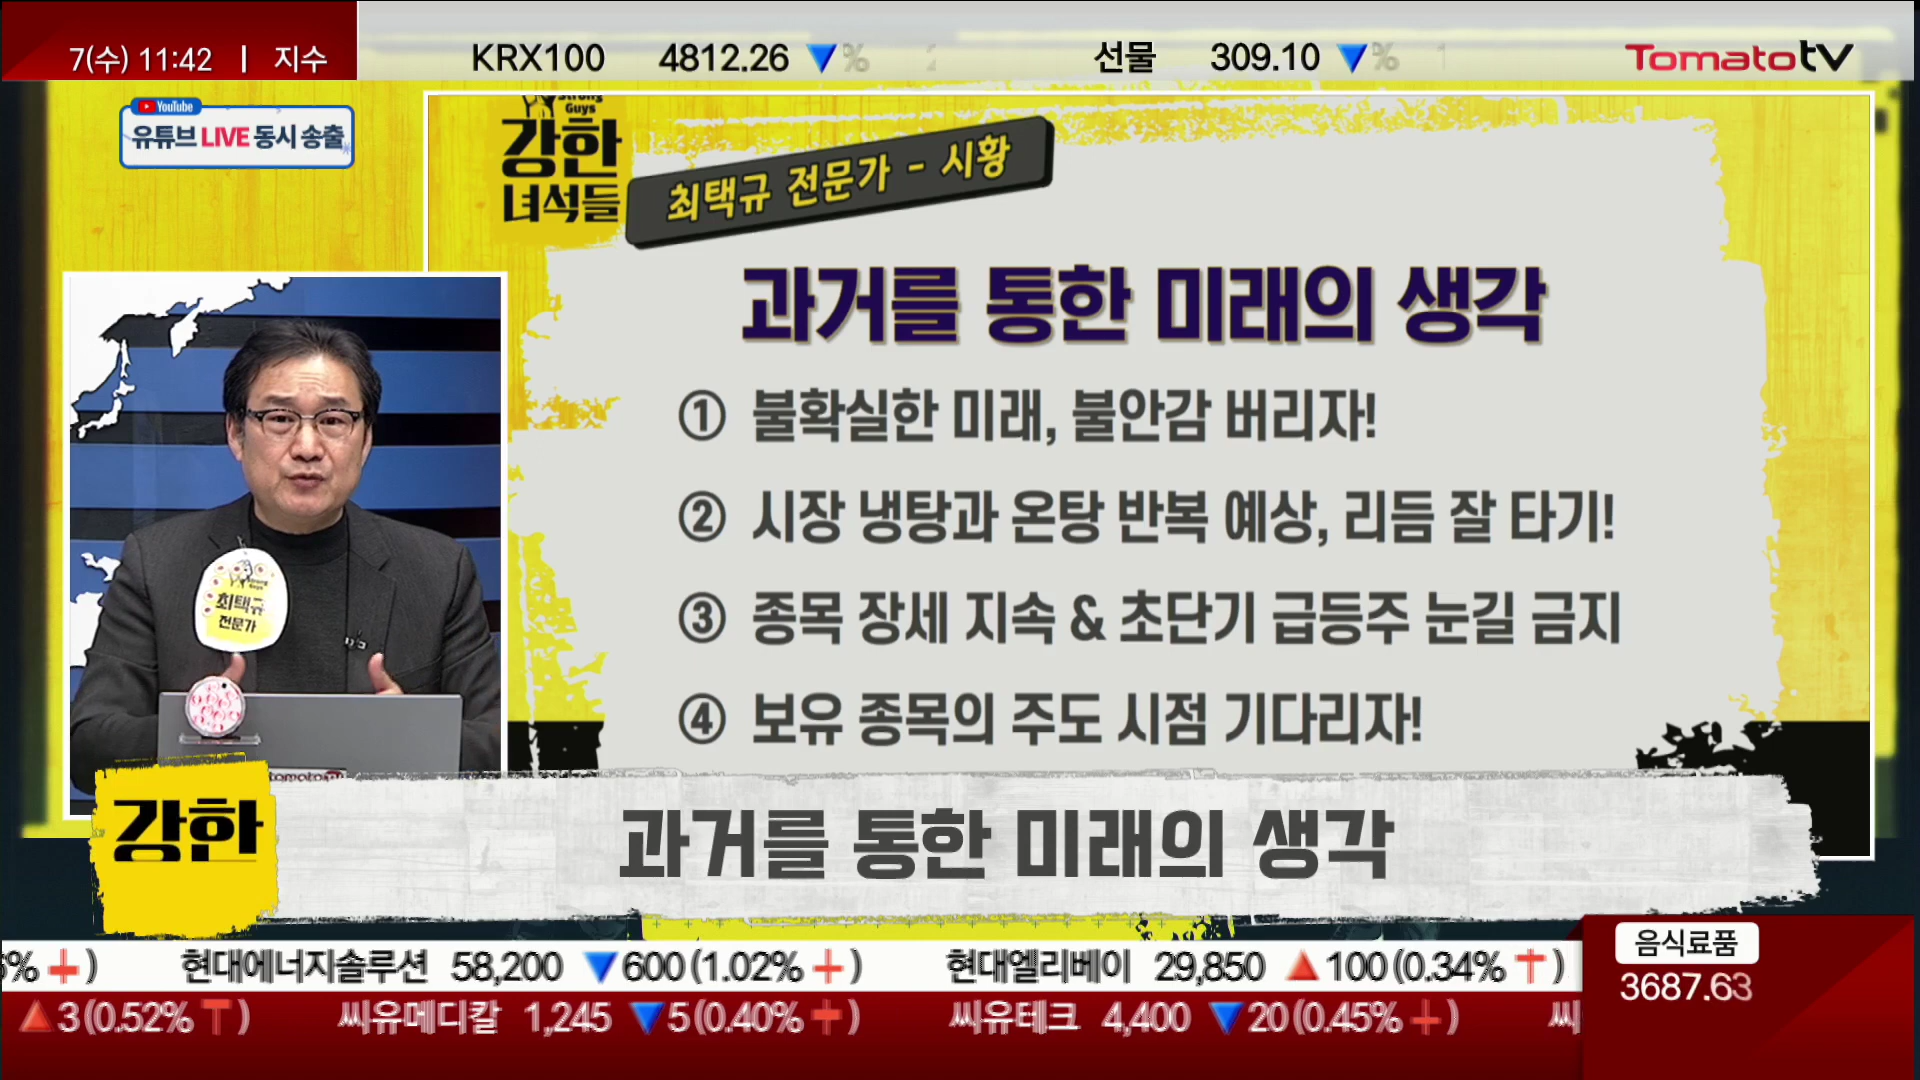 7(수) 11:42 | 지수
KRX100 4812.26 ▼%
선물 309.10 ▼%
Tomatotv
YouTube
유튜브 LIVE 동시 송출
Strong
Guys
강한
녀석들
최택규 전문가 - 시황
과거를 통한 미래의 생각
① 불확실한 미래, 불안감 버리자!
② 시장 냉탕과 온탕 반복 예상, 리듬 잘 타기!
③ 종목 장세 지속 & 초단기 급등주 눈길 금지
④ 보유 종목의 주도 시점 기다리자!
최택규
전문가
tomato
강한
과거를 통한 미래의 생각
% ) 현대에너지솔루션 58,200 ▼600(1.02% ) 현대엘리베이 29,850 ▲100(0.34% )
▲3(0.52% ) 씨유메디칼 1,245 ▼5(0.40% ) 씨유테크 4,400 ▼20(0.45% ) 씨
음식료품
3687.63